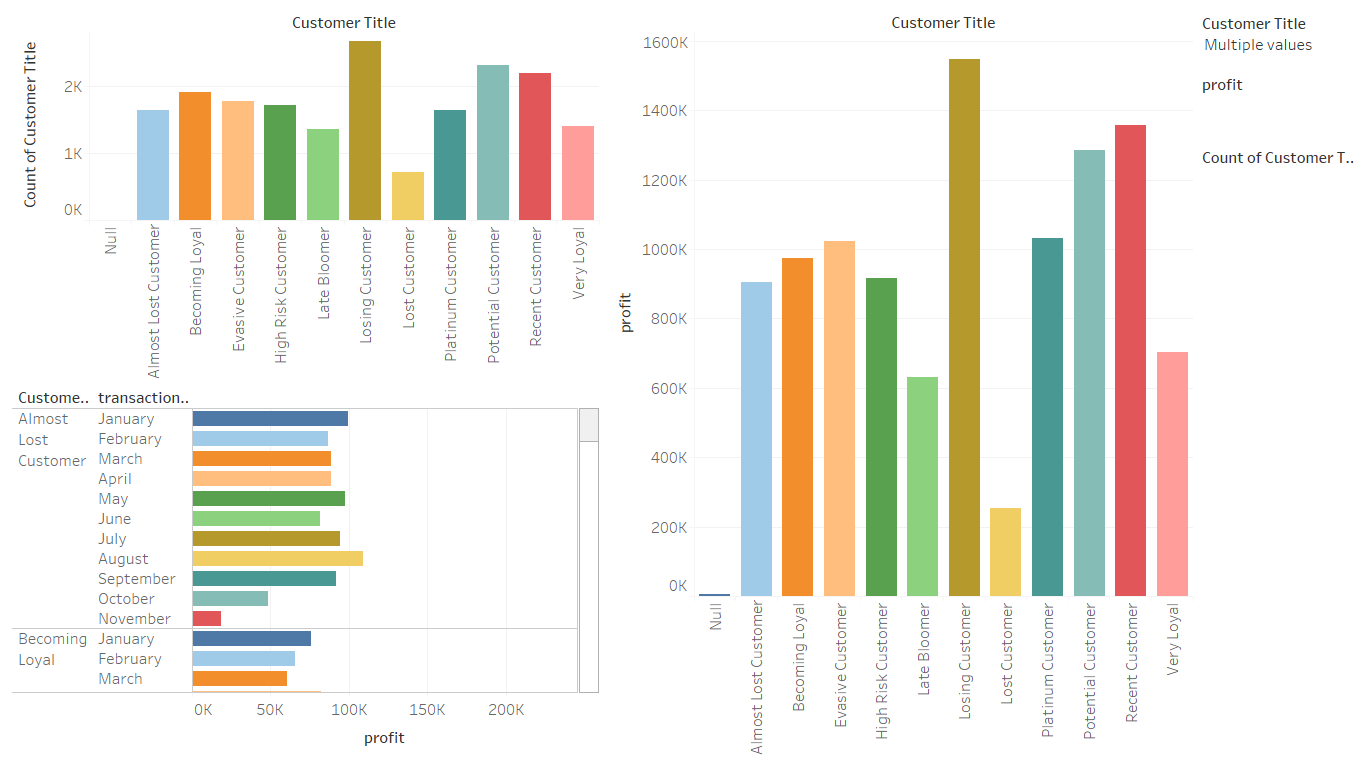 Customer Title
Count of Customer Title
2K
1K
0K
Null
Almost Lost Customer
Becoming Loyal
Evasive Customer
High Risk Customer
Late Bloomer
Losing Customer
Lost Customer
Platinum Customer
Potential Customer
Recent Customer
Very Loyal
Custome.. transaction..
Almost January
Lost February
Customer March
April
May
June
July
August
September
October
November
Becoming January
Loyal February
March
0K 50K 100K 150K 200K
profit
Customer Title
profit
1600K
1400K
1200K
1000K
800K
600K
400K
200K
0K
Null
Almost Lost Customer
Becoming Loyal
Evasive Customer
High Risk Customer
Late Bloomer
Losing Customer
Lost Customer
Platinum Customer
Potential Customer
Recent Customer
Very Loyal
Customer Title
Multiple values
profit
Count of Customer T..